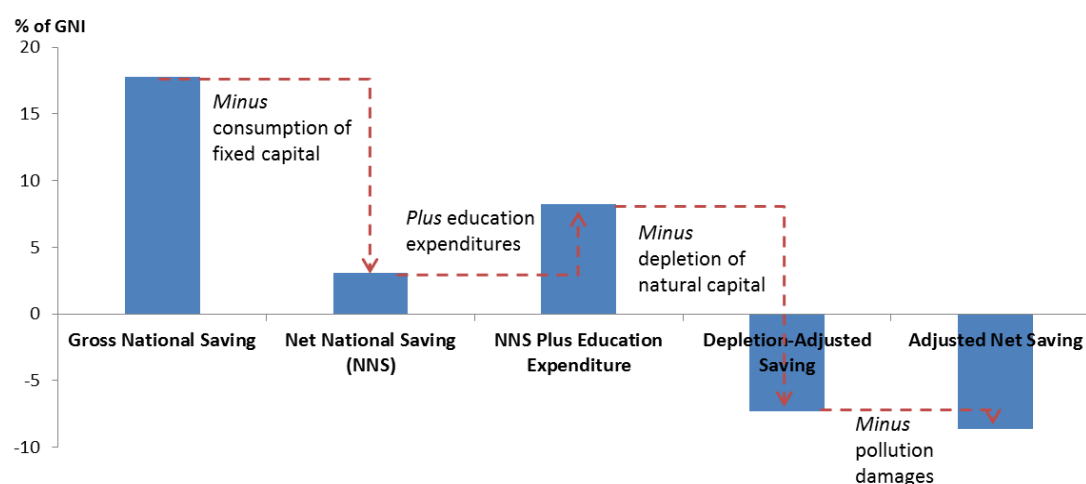 % of GNI
20
15
10
5
0
-5
-10
Minus
consumption of
fixed capital
Plus education
expenditures
Minus
depletion of
natural capital
Gross National Saving
Net National Saving
(NNS)
NNS Plus Education
Expenditure
Depletion-Adjusted
Saving
Adjusted Net Saving
Minus
pollution
damages